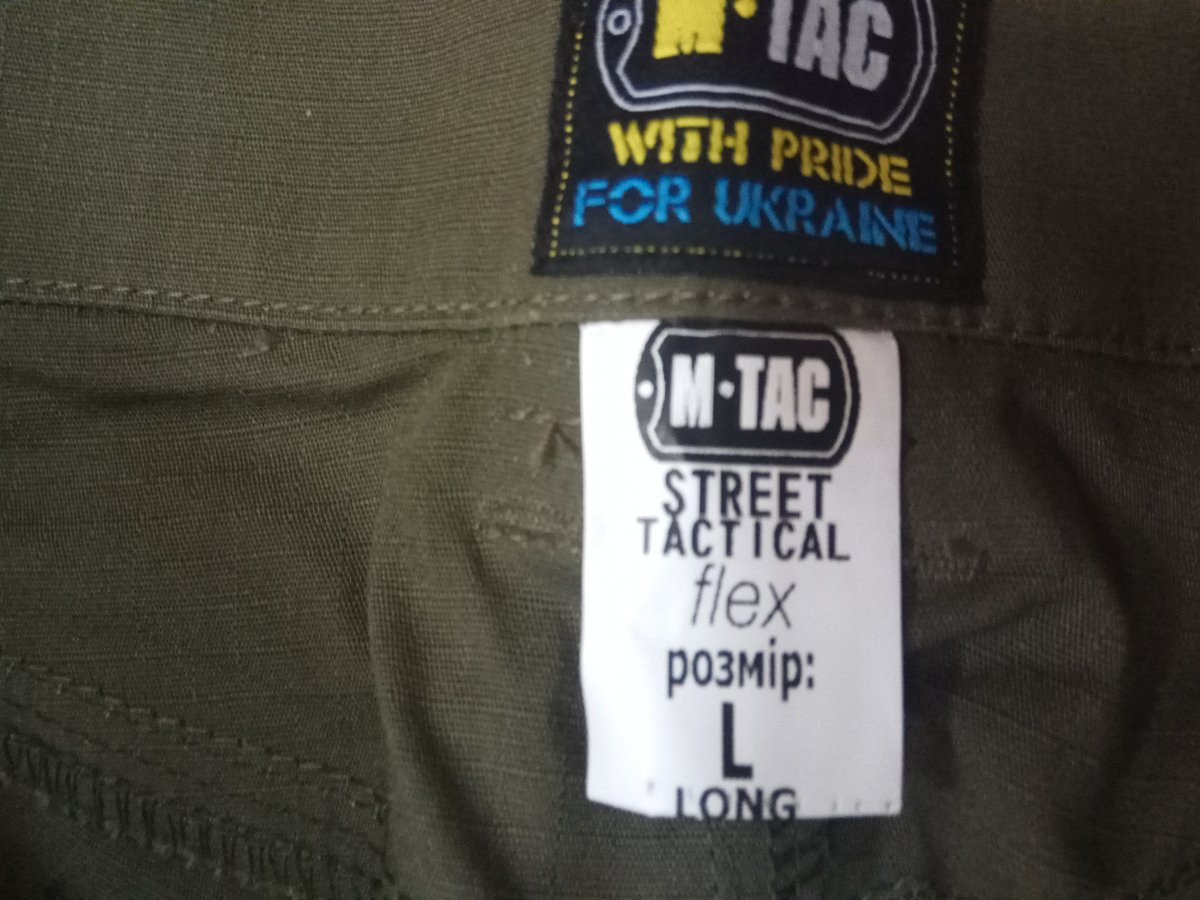 M·TAC
WITH PRIDE
FOR UKRAINE
M·TAC
STREET
TACTICAL
flex
розмір:
L
LONG